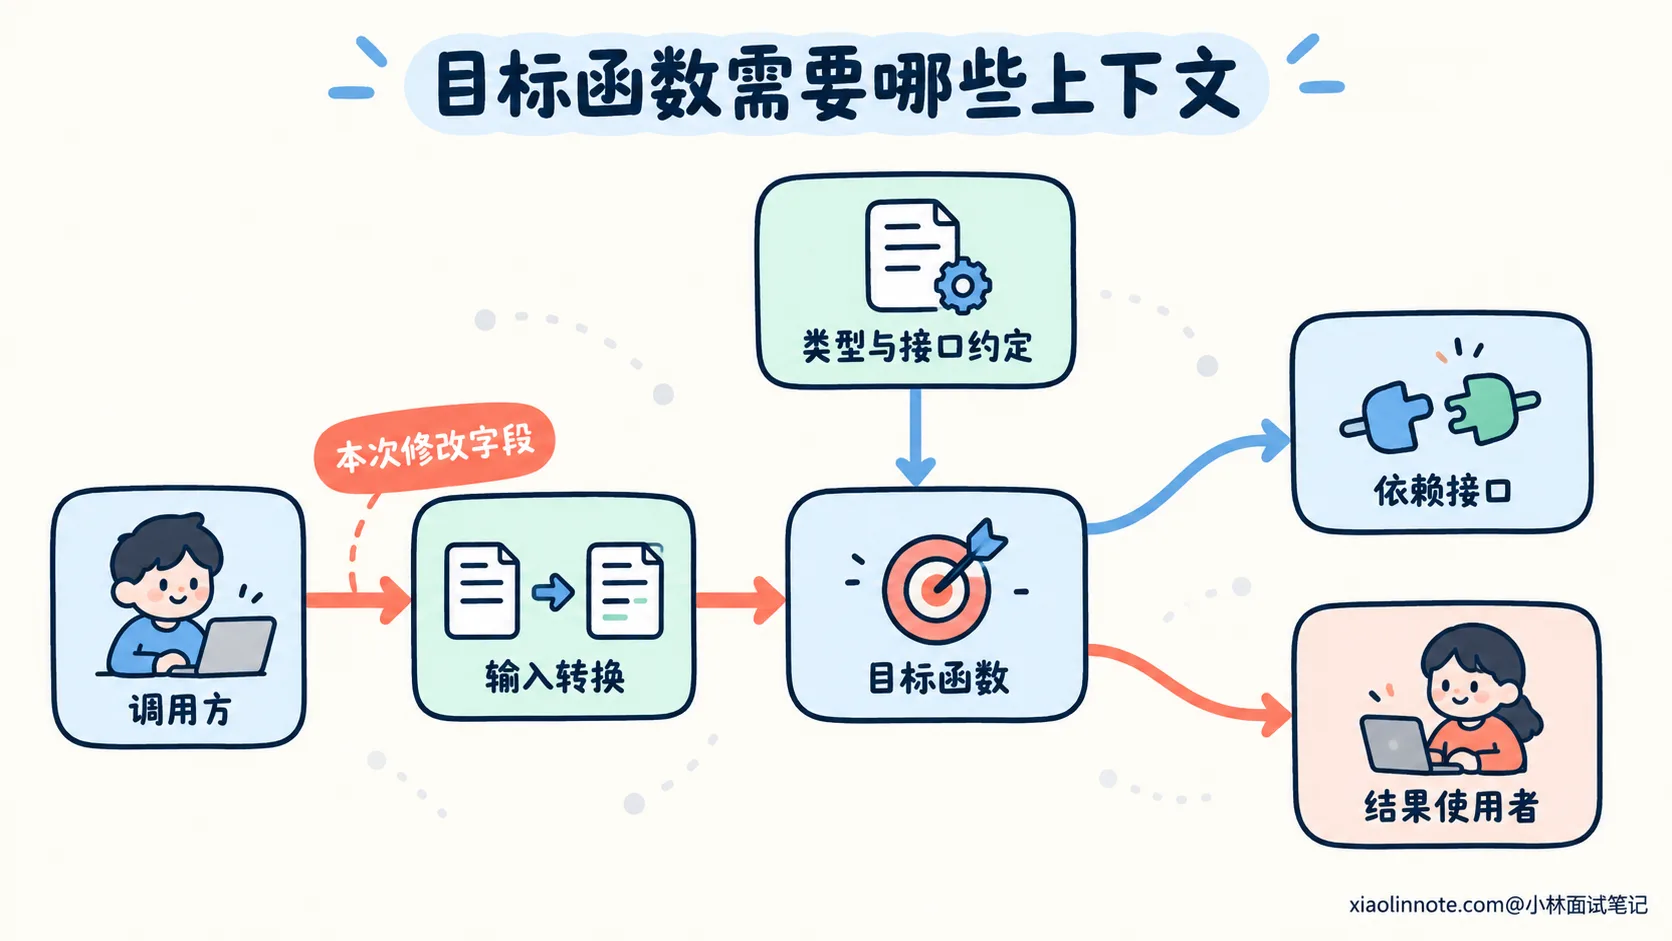 目标函数需要哪些上下文
类型与接口约定
本次修改字段
调用方
输入转换
目标函数
依赖接口
结果使用者
xiaolinnote.com@小林面试笔记